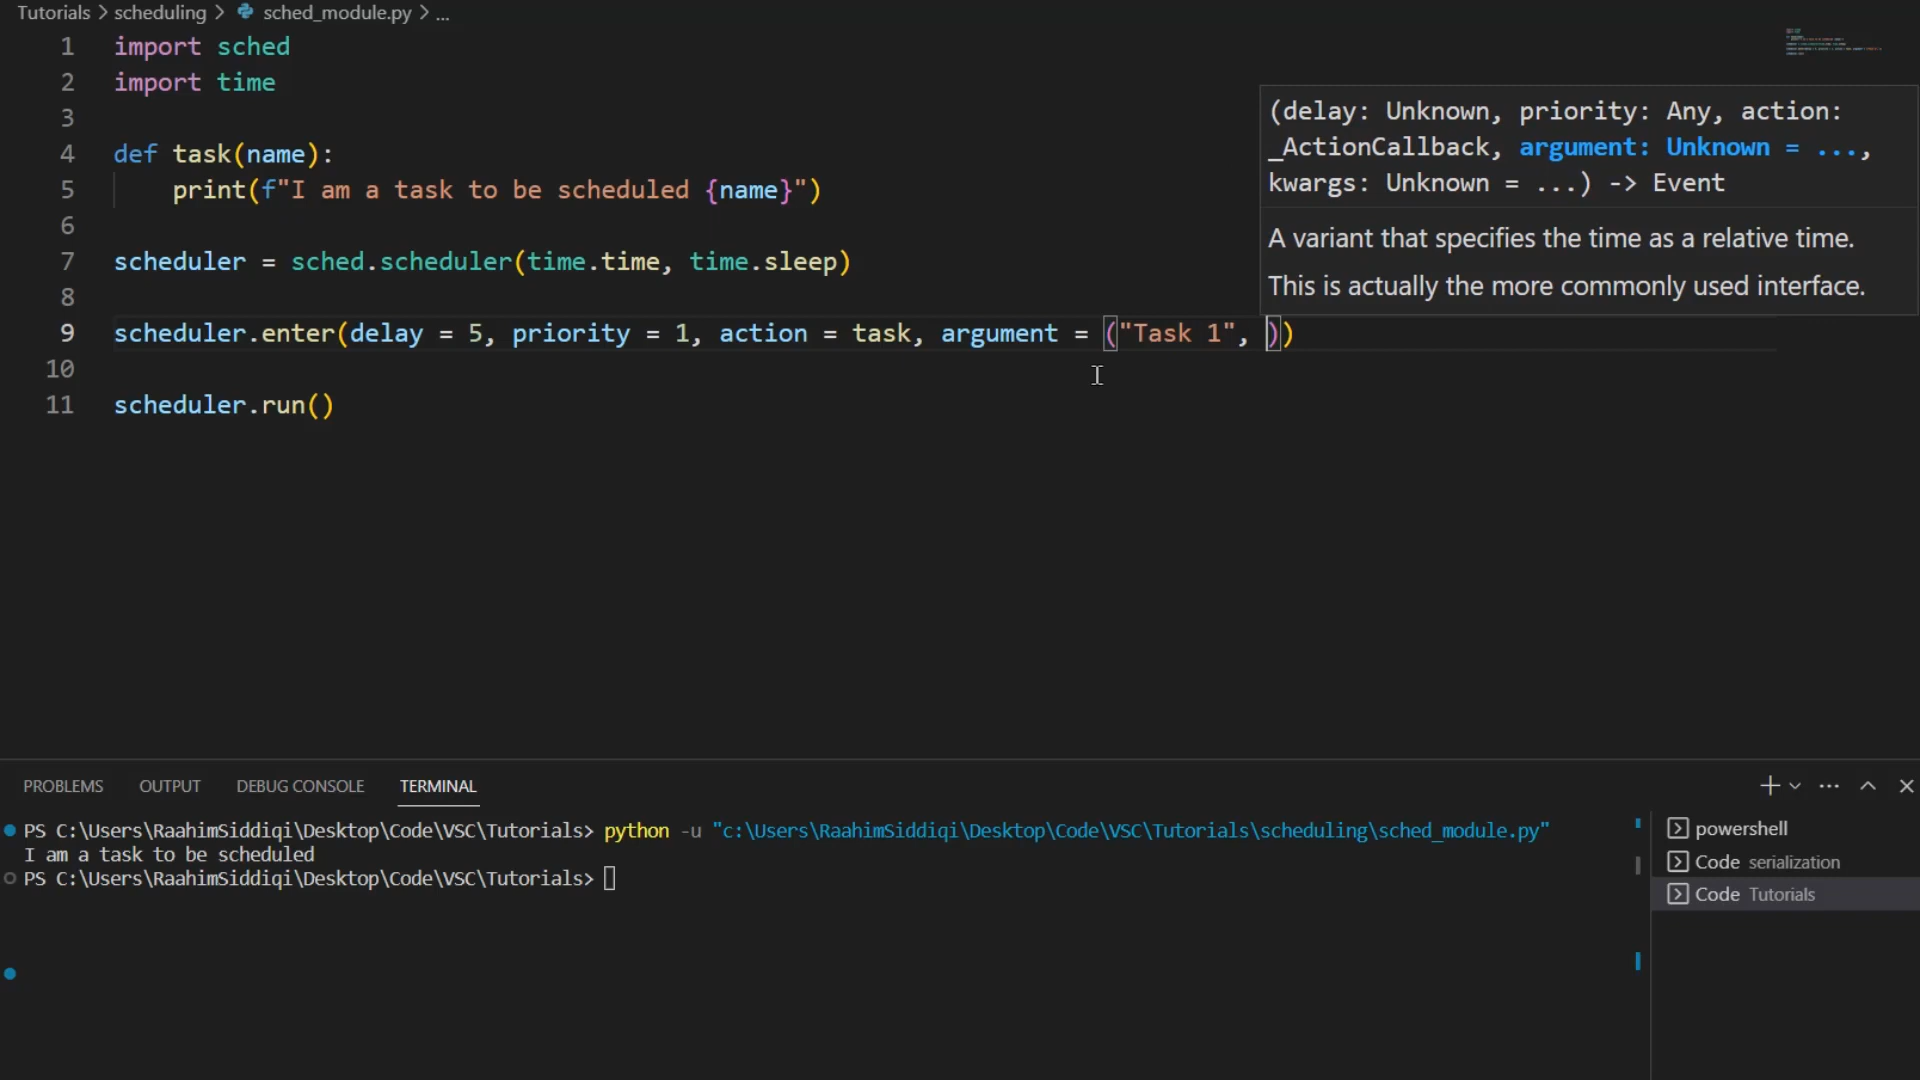 Tutorials > scheduling > sched_module.py > ...
1 import sched
2 import time
3
4 def task(name):
5 print(f"I am a task to be scheduled {name}")
6
7 scheduler = sched.scheduler(time.time, time.sleep)
8
9 scheduler.enter(delay = 5, priority = 1, action = task, argument = ("Task 1", ))
10
11 scheduler.run()
(delay: Unknown, priority: Any, action:
_ActionCallback, argument: Unknown = ...,
kwargs: Unknown = ...) -> Event
A variant that specifies the time as a relative time.
This is actually the more commonly used interface.
PROBLEMS OUTPUT DEBUG CONSOLE TERMINAL
PS C:\Users\RaahimSiddiqi\Desktop\Code\VSC\Tutorials> python -u "c:\Users\RaahimSiddiqi\Desktop\Code\VSC\Tutorials\scheduling\sched_module.py"
I am a task to be scheduled
PS C:\Users\RaahimSiddiqi\Desktop\Code\VSC\Tutorials>
powershell
Code serialization
Code Tutorials